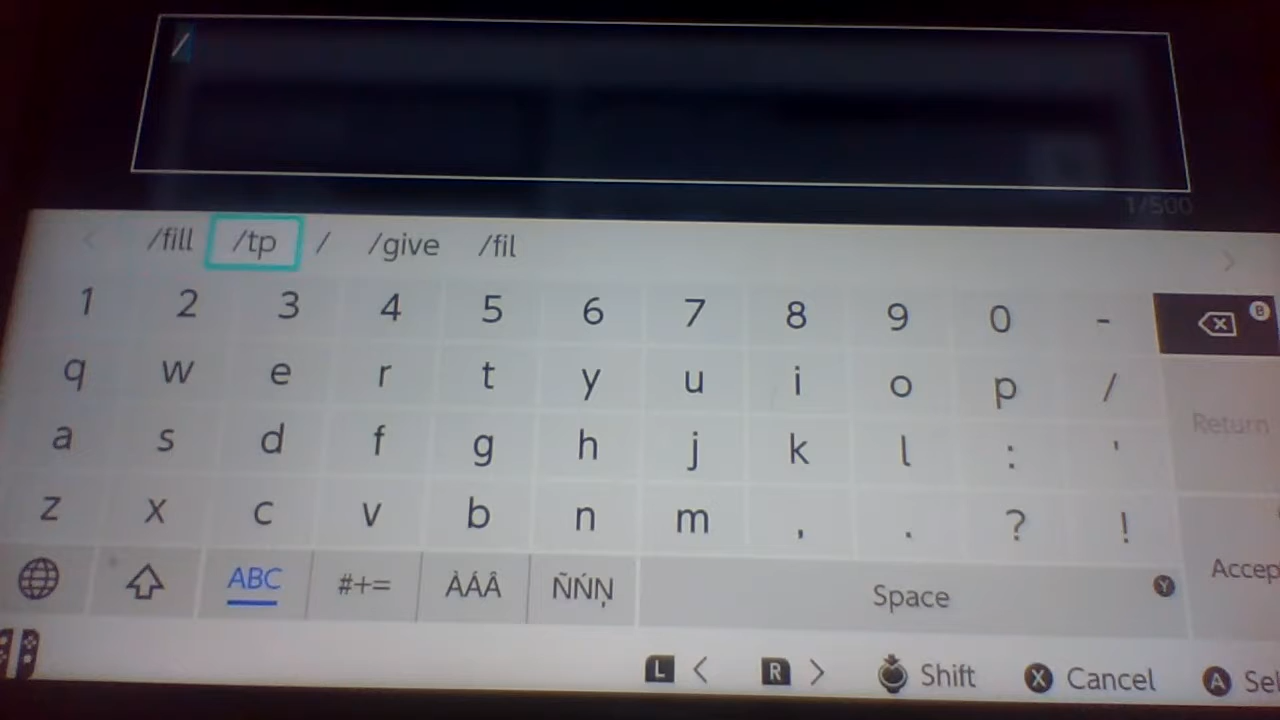 /
1/500
< /fill /tp / /give /fil >
1 2 3 4 5 6 7 8 9 0 - B
q w e r t y u i o p / Return
a s d f g h j k l : '
z x c v b n m , . ? ! Accep
ABC #+= ÀÁÂ ÑŃŅ Space Y
L < R > Shift X Cancel A Sel